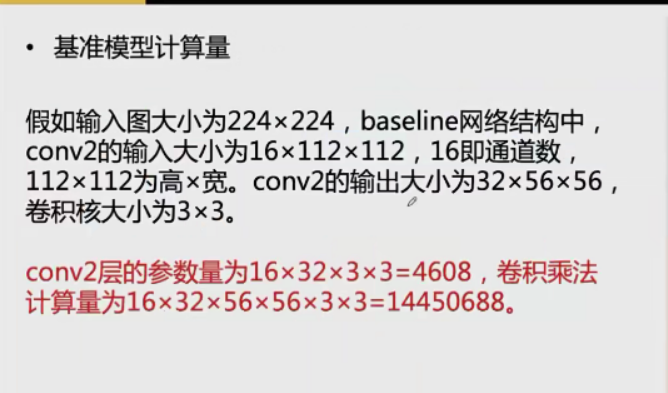 • 基准模型计算量
假如输入图大小为224×224，baseline网络结构中，
conv2的输入大小为16×112×112，16即通道数，
112×112为高×宽。conv2的输出大小为32×56×56，
卷积核大小为3×3。
conv2层的参数量为16×32×3×3=4608，卷积乘法
计算量为16×32×56×56×3×3=14450688。